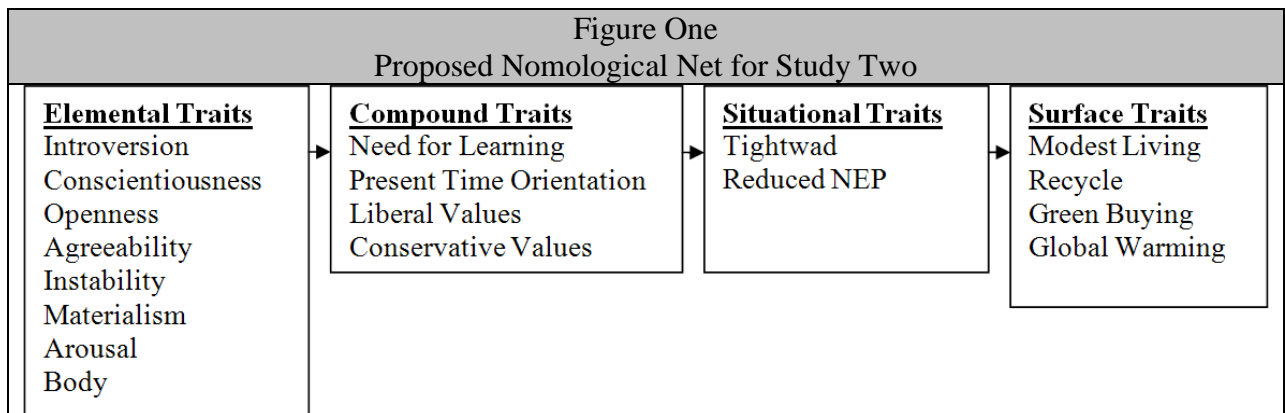 Figure One
Proposed Nomological Net for Study Two
Elemental Traits
Introversion
Conscientiousness
Openness
Agreeability
Instability
Materialism
Arousal
Body
Compound Traits
Need for Learning
Present Time Orientation
Liberal Values
Conservative Values
Situational Traits
Tightwad
Reduced NEP
Surface Traits
Modest Living
Recycle
Green Buying
Global Warming